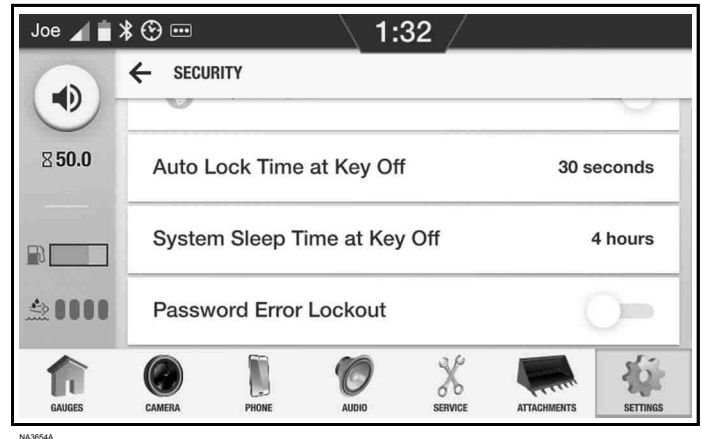 Joe 1:32
SECURITY
50.0
Auto Lock Time at Key Off 30 seconds
System Sleep Time at Key Off 4 hours
Password Error Lockout
GAUGES CAMERA PHONE AUDIO SERVICE ATTACHMENTS SETTINGS
NA3654A